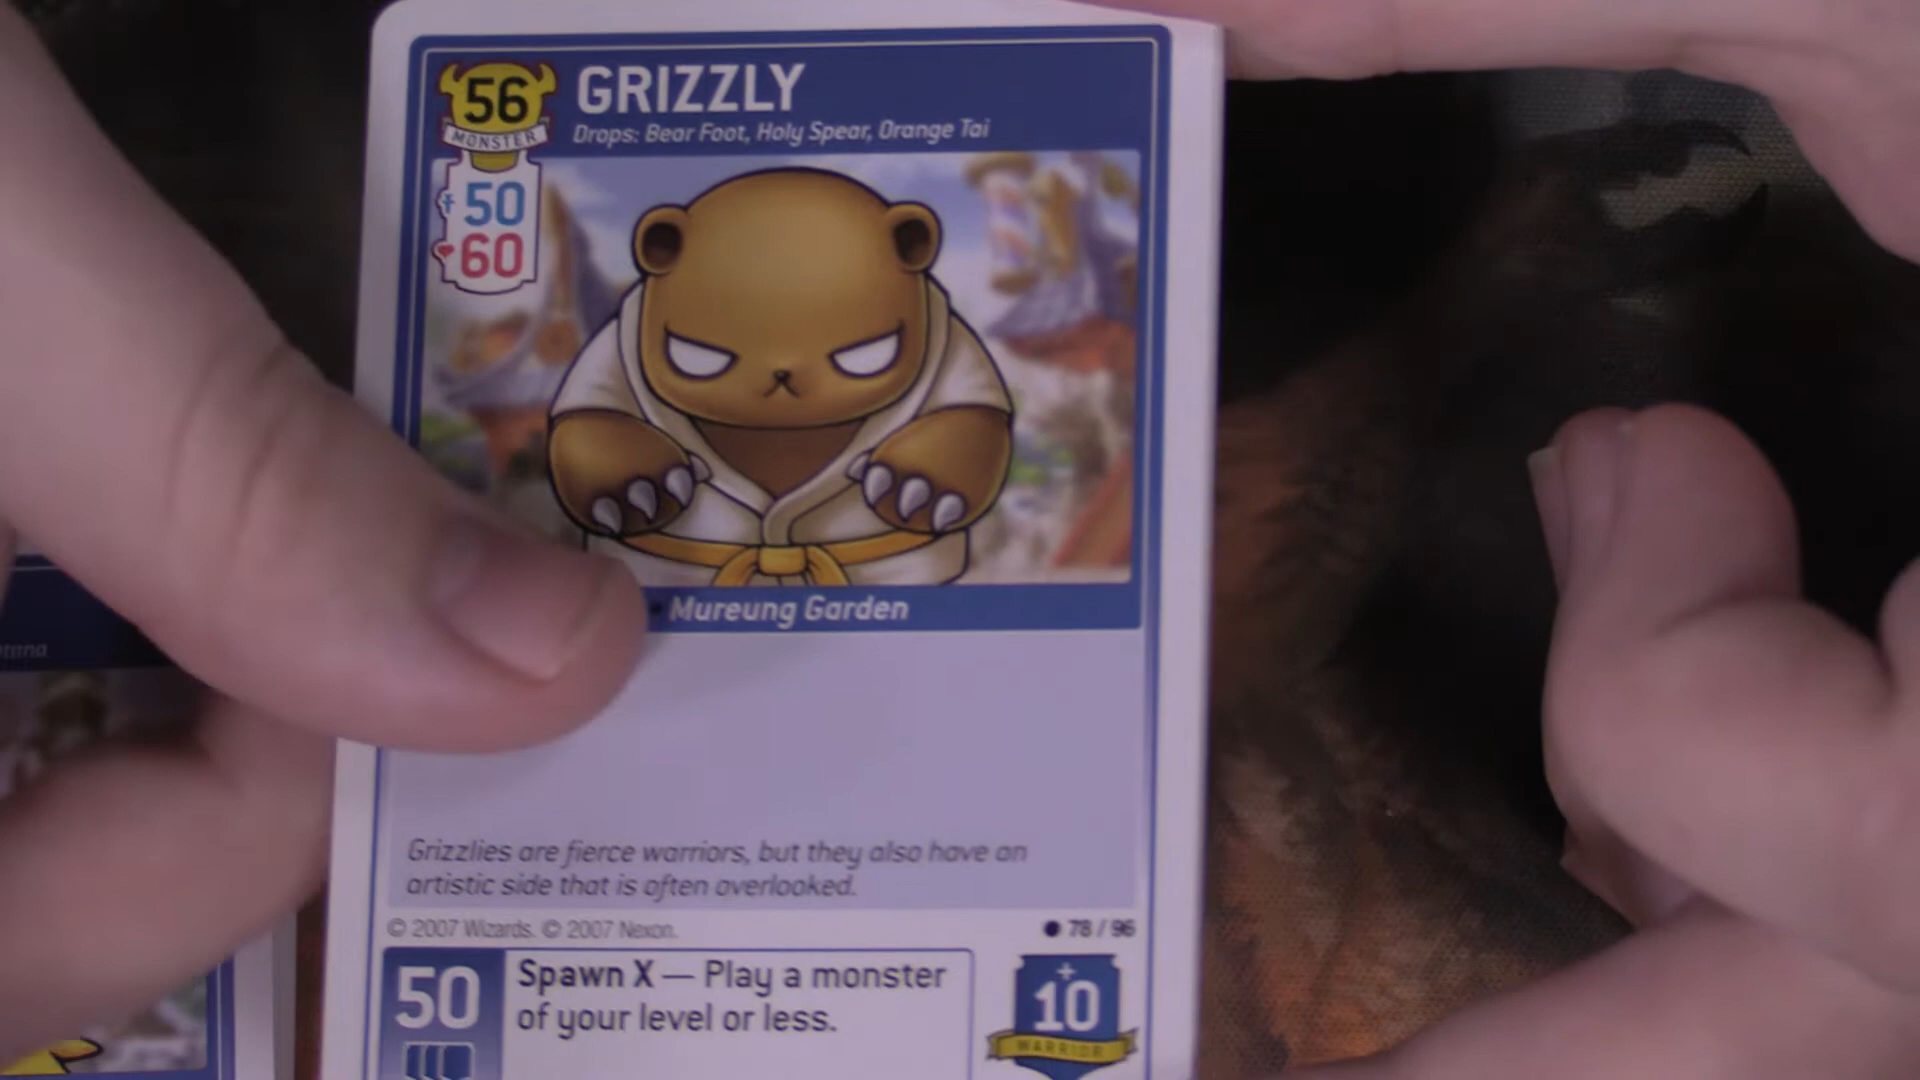 56
MONSTER
GRIZZLY
Drops: Bear Foot, Holy Spear, Orange Tai
50
60
Mureung Garden
Grizzlies are fierce warriors, but they also have an
artistic side that is often overlooked.
© 2007 Wizards. © 2007 Nexon.
78 / 96
50
Spawn X — Play a monster
of your level or less.
+
10
WARRIOR